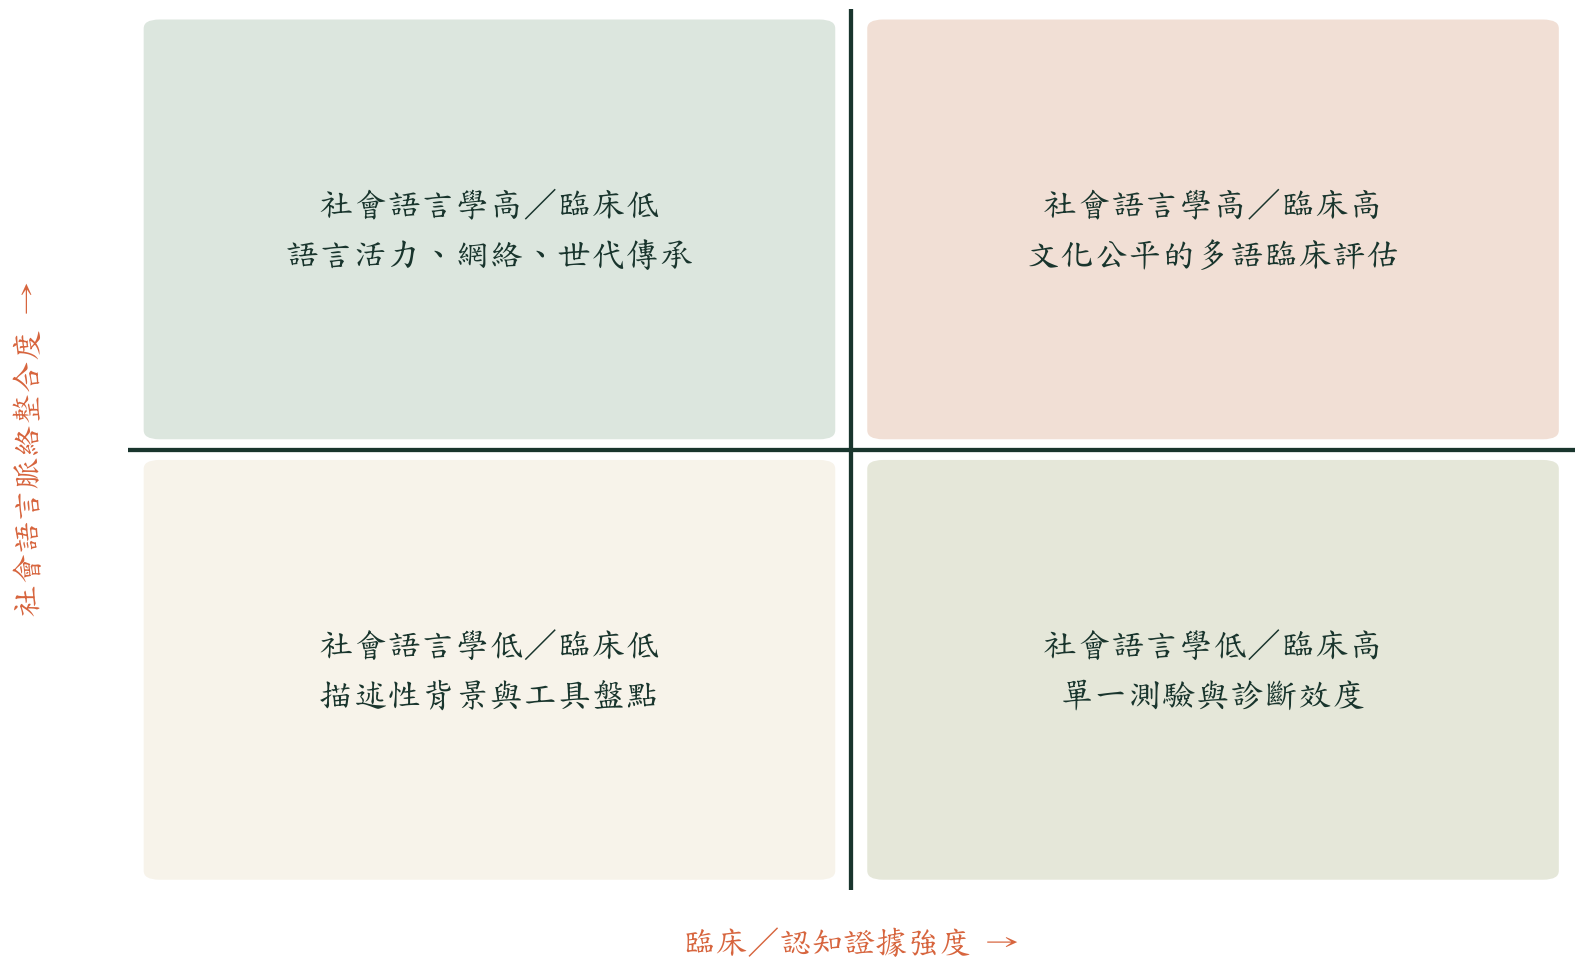 社會語言學高／臨床低
語言活力、網絡、世代傳承
社會語言學高／臨床高
文化公平的多語臨床評估
社會語言脈絡整合度 →
社會語言學低／臨床低
描述性背景與工具盤點
社會語言學低／臨床高
單一測驗與診斷效度
臨床／認知證據強度 →